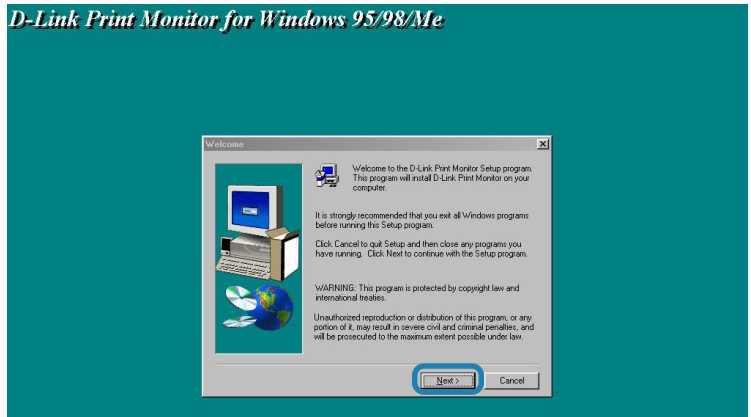 D-Link Print Monitor for Windows 95/98/Me
Welcome
Welcome to the D-Link Print Monitor Setup program.
This program will install D-Link Print Monitor on your
computer.
It is strongly recommended that you exit all Windows programs
before running this Setup program.
Click Cancel to quit Setup and then close any programs you
have running. Click Next to continue with the Setup program.
WARNING: This program is protected by copyright law and
international treaties.
Unauthorized reproduction or distribution of this program, or any
portion of it, may result in severe civil and criminal penalties, and
will be prosecuted to the maximum extent possible under law.
Next >
Cancel